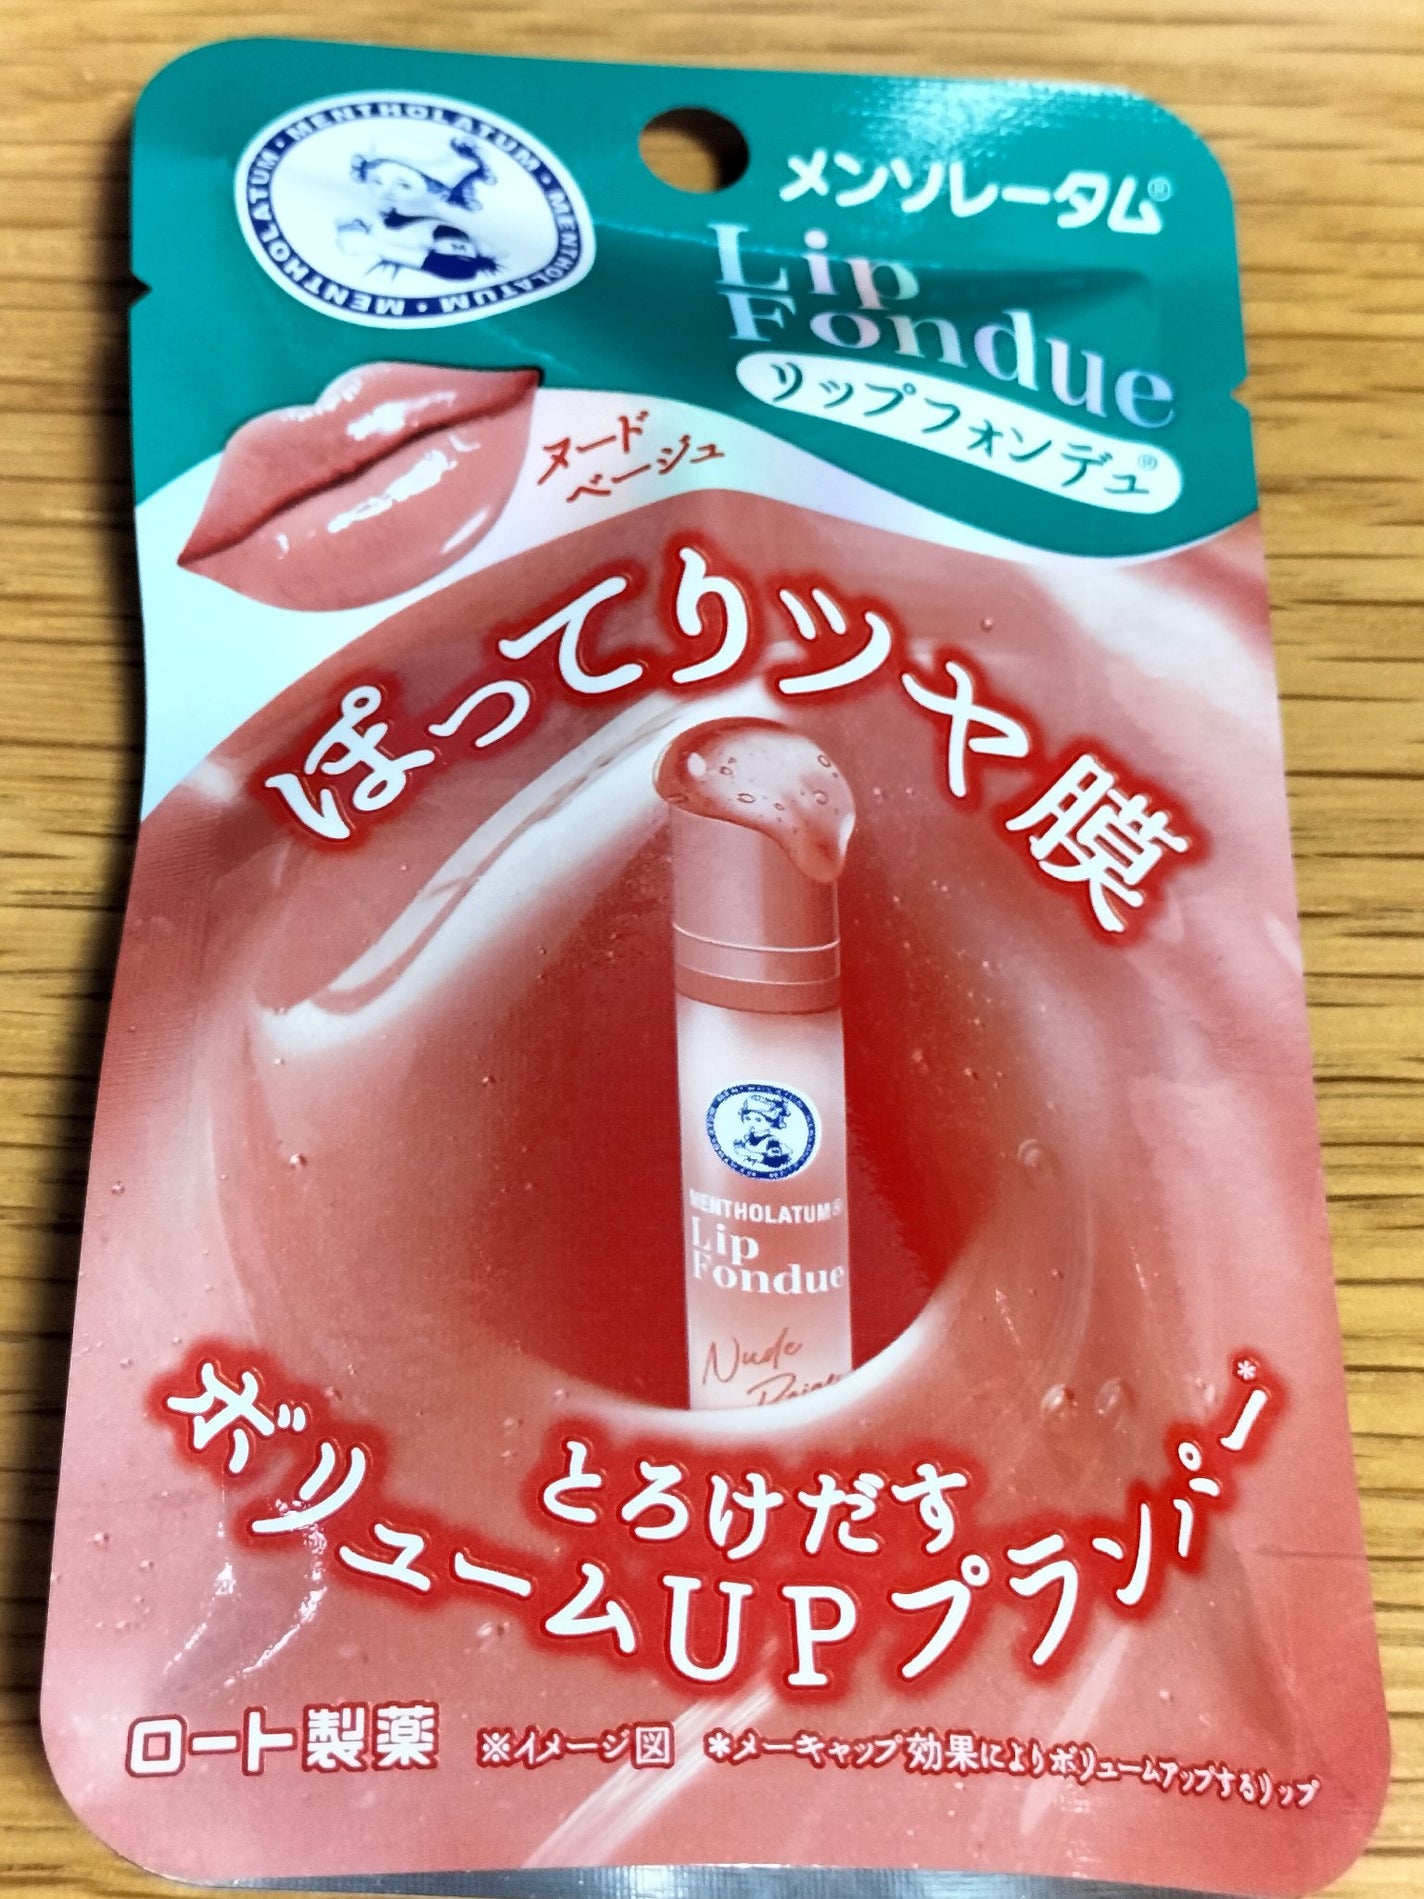 MENTHOLATUM・MENTHOLATUM・MENTHOLATUM・MENTHOLATUM・
メンソレータム®
Lip
Fondue
リップフォンデュ®
ヌード
ベージュ
ぽってりツヤ膜
MENTHOLATUM®
Lip
Fondue
Nude
とろけだす
ボリュームUPプランパー*
ロート製薬
※イメージ図
*メーキャップ効果によりボリュームアップするリップ